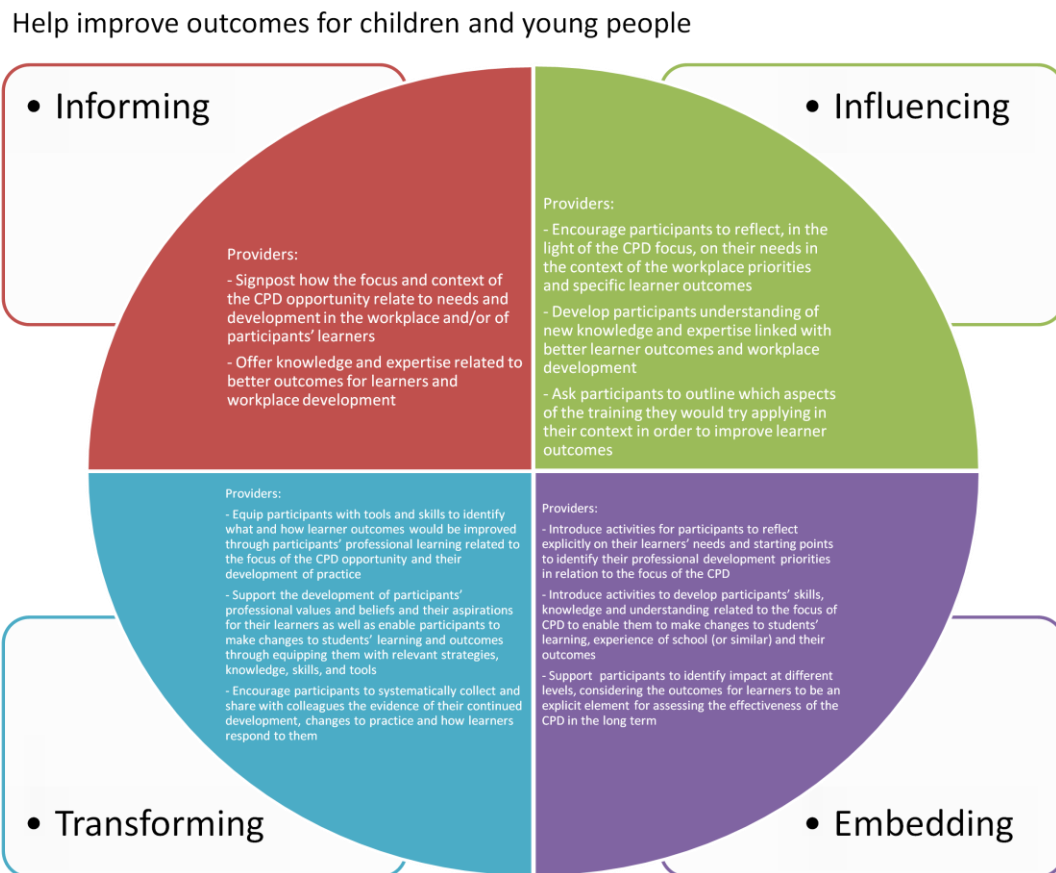 Help improve outcomes for children and young people
• Informing
• Influencing
Providers:
- Signpost how the focus and context of
the CPD opportunity relate to needs and
development in the workplace and/or of
participants' learners
- Offer knowledge and expertise related to
better outcomes for learners and
workplace development
Providers:
- Encourage participants to reflect, in the
light of the CPD focus, on their needs in
the context of the workplace priorities
and specific learner outcomes
- Develop participants understanding of
new knowledge and expertise linked with
better learner outcomes and workplace
development
- Ask participants to outline which aspects
of the training they would try applying in
their context in order to improve learner
outcomes
Providers:
- Equip participants with tools and skills to identify
what and how learner outcomes would be improved
through participants' professional learning related to
the focus of the CPD opportunity and their
development of practice
- Support the development of participants'
professional values and beliefs and their aspirations
for their learners as well as enable participants to
make changes to students' learning and outcomes
through equipping them with relevant strategies,
knowledge, skills, and tools
- Encourage participants to systematically collect and
share with colleagues the evidence of their continued
development, changes to practice and how learners
respond to them
Providers:
- Introduce activities for participants to reflect
explicitly on their learners' needs and starting points
to identify their professional development priorities
in relation to the focus of the CPD
- Introduce activities to develop participants' skills,
knowledge and understanding related to the focus of
CPD to enable them to make changes to students'
learning, experience of school (or similar) and their
outcomes
- Support participants to identify impact at different
levels, considering the outcomes for learners to be an
explicit element for assessing the effectiveness of the
CPD in the long term
• Transforming
• Embedding